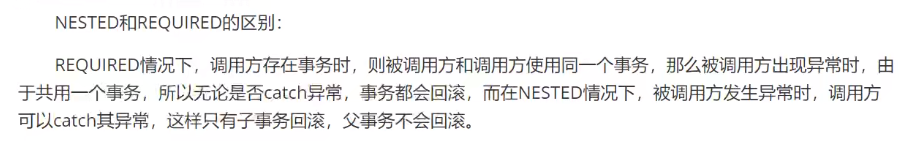 NESTED和REQUIRED的区别：
REQUIRED情况下，调用方存在事务时，则被调用方和调用方使用同一个事务，那么被调用方出现异常时，由
于共用一个事务，所以无论是否catch异常，事务都会回滚，而在NESTED情况下，被调用方发生异常时，调用方
可以catch其异常，这样只有子事务回滚，父事务不会回滚。